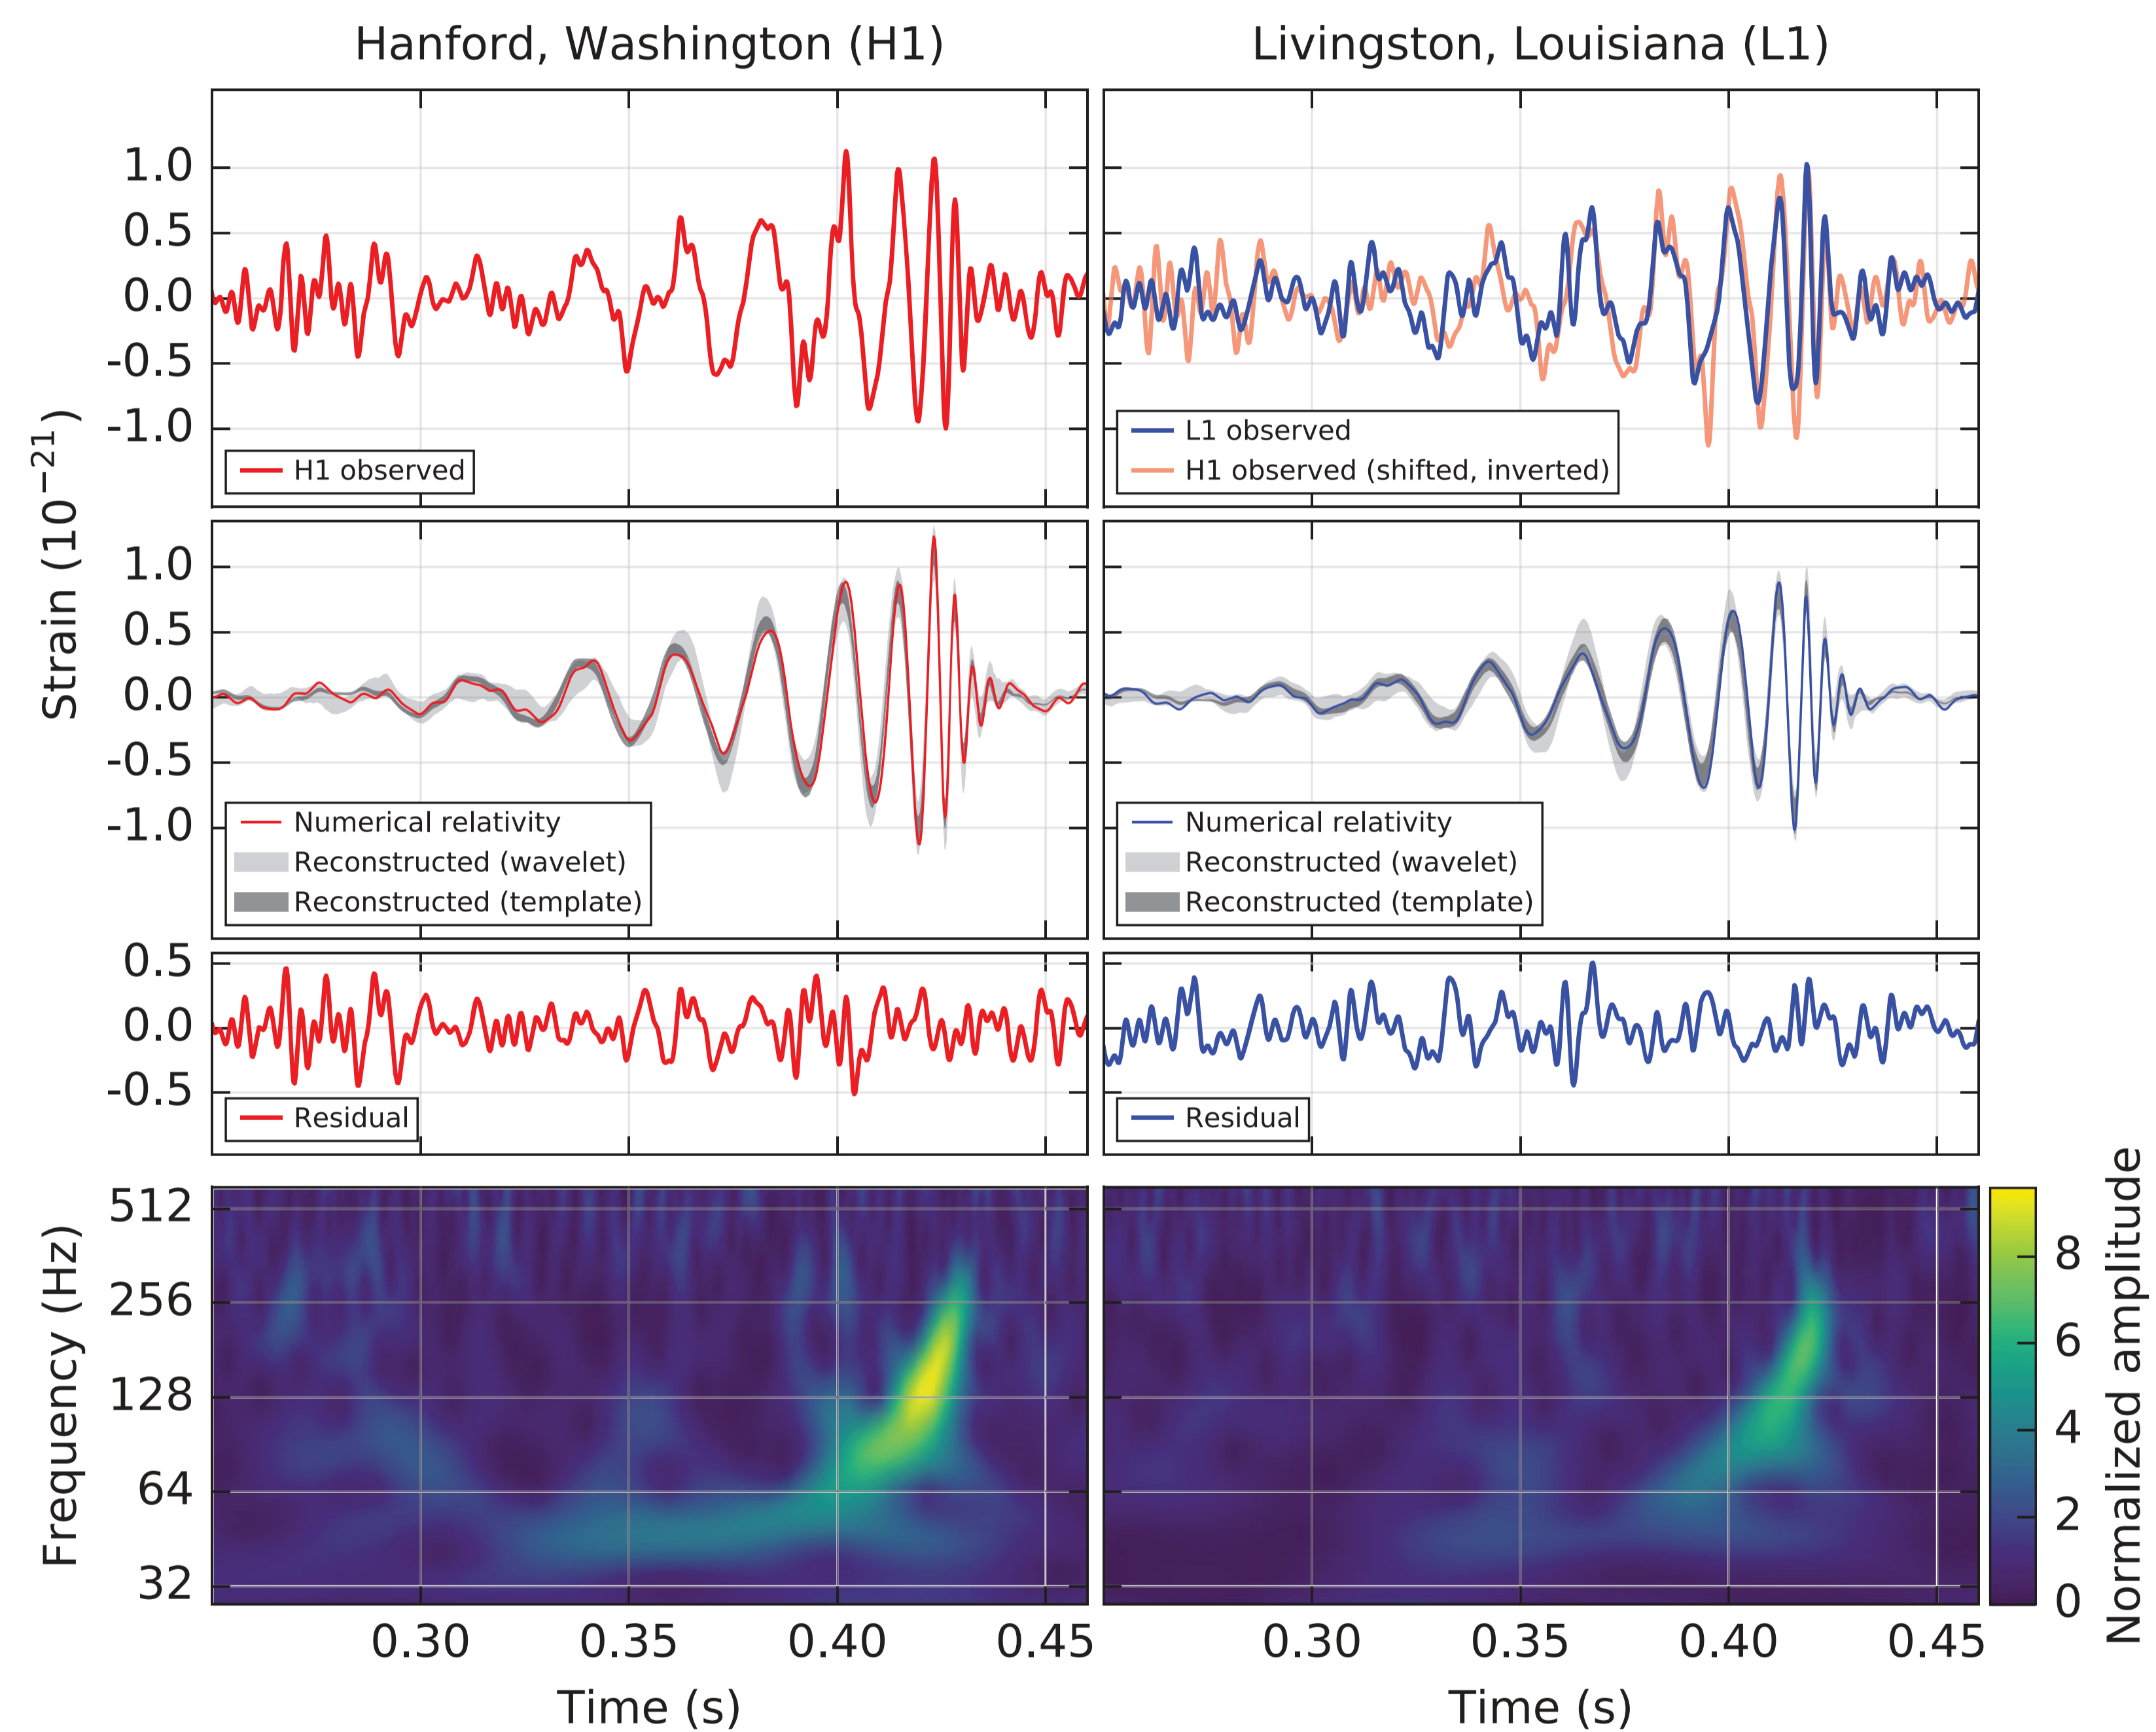 Hanford, Washington (H1)
Livingston, Louisiana (L1)
Strain (10⁻²¹)
1.0
0.5
0.0
-0.5
-1.0
H1 observed
L1 observed
H1 observed (shifted, inverted)
1.0
0.5
0.0
-0.5
-1.0
Numerical relativity
Reconstructed (wavelet)
Reconstructed (template)
Numerical relativity
Reconstructed (wavelet)
Reconstructed (template)
0.5
0.0
-0.5
Residual
Residual
Frequency (Hz)
512
256
128
64
32
Normalized amplitude
8
6
4
2
0
0.30 0.35 0.40 0.45
0.30 0.35 0.40 0.45
Time (s)
Time (s)